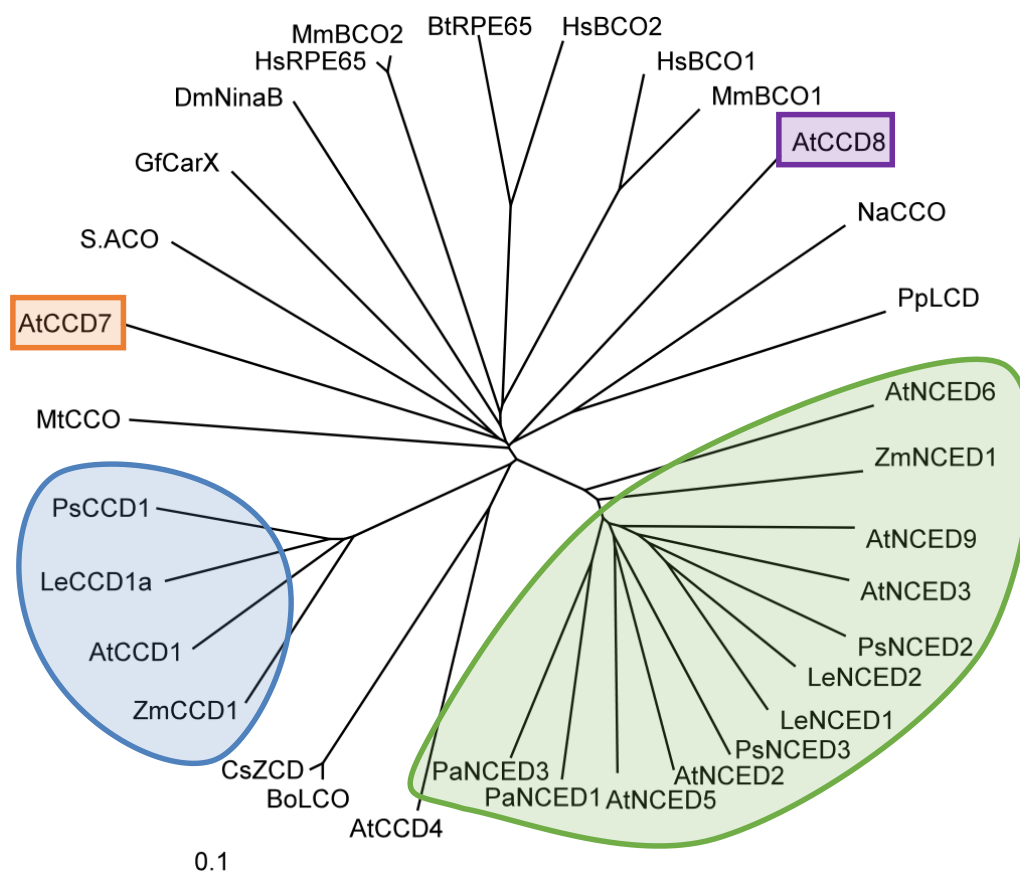 BtRPE65
HsBCO2
MmBCO2
HsRPE65
HsBCO1
DmNinaB
MmBCO1
AtCCD8
GfCarX
NaCCO
S.ACO
PpLCD
AtCCD7
AtNCED6
MtCCO
ZmNCED1
PsCCD1
AtNCED9
LeCCD1a
AtNCED3
AtCCD1
PsNCED2
LeNCED2
ZmCCD1
LeNCED1
PsNCED3
CsZCD
PaNCED3
AtNCED2
BoLCO
PaNCED1
AtNCED5
AtCCD4
0.1